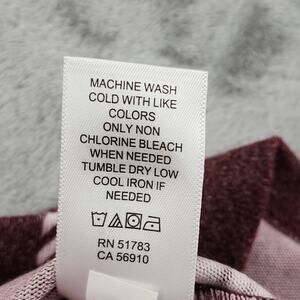 MACHINE WASH
COLD WITH LIKE
COLORS
ONLY NON
CHLORINE BLEACH
WHEN NEEDED
TUMBLE DRY LOW
COOL IRON IF
NEEDED
RN 51783
CA 56910